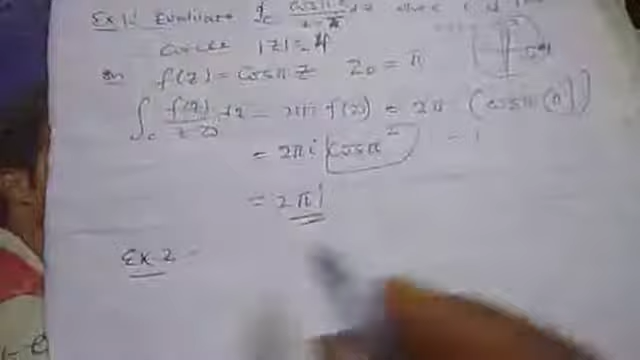 Ex.1: Evaluate ∮c cosπz/z-π dz where c is the
circle |z|=4
f(z) = cosπz z₀ = π
∫c f(z)/z-z₀ dz = 2πi f(z₀) = 2πi (cosπ(π))
= 2πi cosπ² = 1
= 2πi
Ex.2